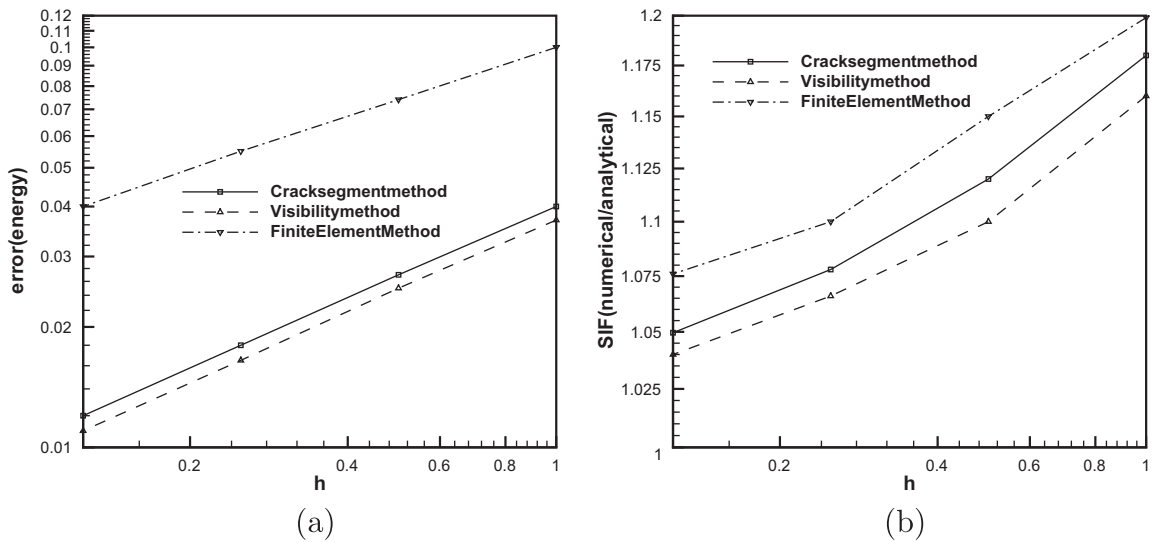 0.12
0.1
0.09
0.08
0.07
0.06
0.05
0.04
0.03
0.02
0.01
error(energy)
Cracksegmentmethod
Visibilitymethod
FiniteElementMethod
0.2
0.4
0.6
0.8
1
h
(a)
1.2
1.175
1.15
1.125
1.1
1.075
1.05
1.025
1
SIF(numerical/analytical)
Cracksegmentmethod
Visibilitymethod
FiniteElementMethod
0.2
0.4
0.6
0.8
1
h
(b)